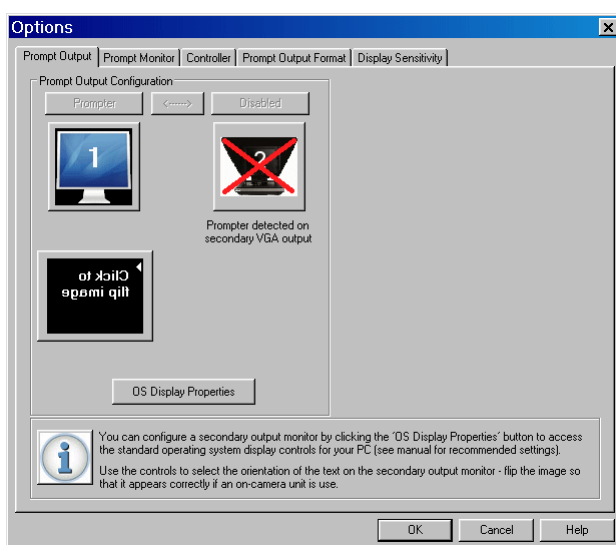 Options
Prompt Output Prompt Monitor Controller Prompt Output Format Display Sensitivity
Prompt Output Configuration
Prompter <-----> Disabled
1
2
Prompter detected on
secondary VGA output
Click to
flip image
OS Display Properties
You can configure a secondary output monitor by clicking the 'OS Display Properties' button to access
the standard operating system display controls for your PC (see manual for recommended settings).
Use the controls to select the orientation of the text on the secondary output monitor - flip the image so
that it appears correctly if an on-camera unit is use.
OK Cancel Help